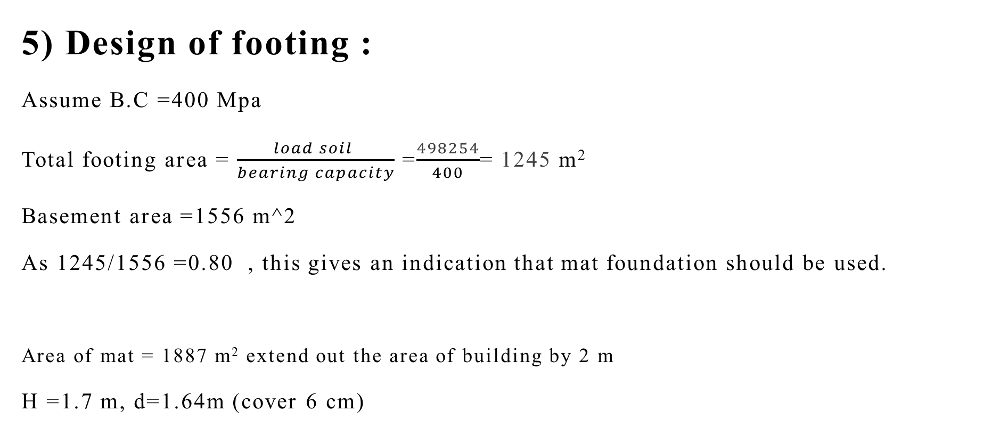 5) Design of footing :
Assume B.C =400 Mpa
Total footing area = load soil / bearing capacity = 498254 / 400 = 1245 m²
Basement area =1556 m^2
As 1245/1556 =0.80 , this gives an indication that mat foundation should be used.
Area of mat = 1887 m² extend out the area of building by 2 m
H =1.7 m, d=1.64m (cover 6 cm)